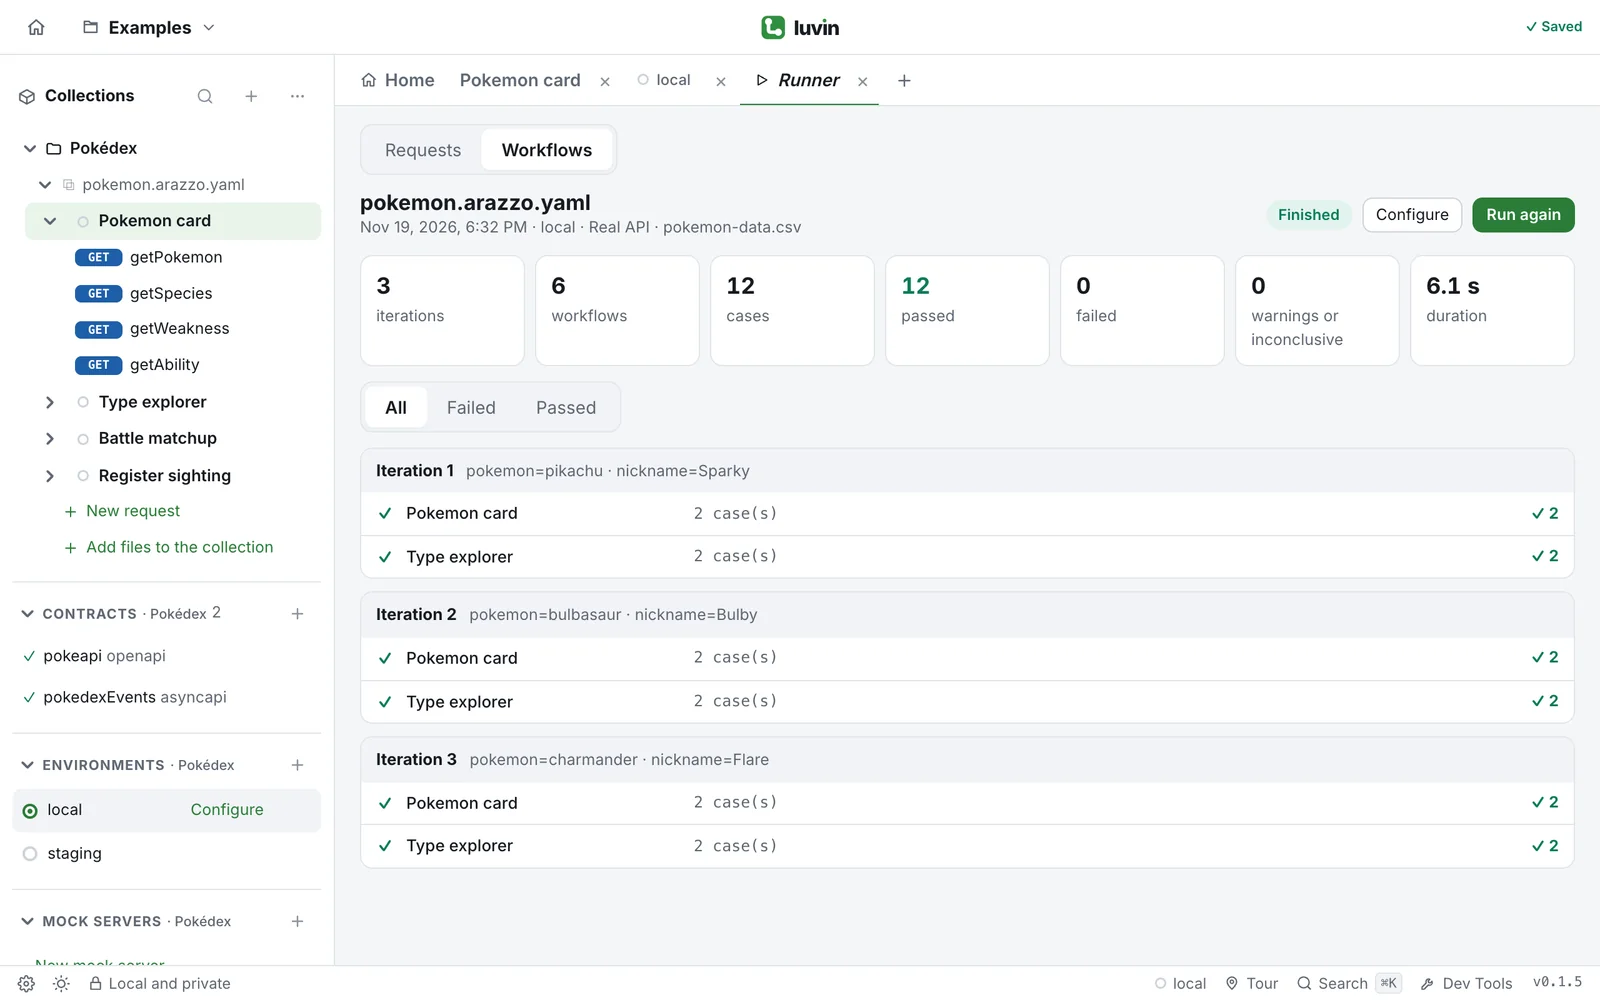 Examples
luvin
Saved
Collections
Home
Pokemon card
local
Runner
Pokédex
pokemon.arazzo.yaml
Pokemon card
GET getPokemon
GET getSpecies
GET getWeakness
GET getAbility
Type explorer
Battle matchup
Register sighting
+ New request
+ Add files to the collection
CONTRACTS · Pokédex 2
pokeapi openapi
pokedexEvents asyncapi
ENVIRONMENTS · Pokédex
local Configure
staging
MOCK SERVERS · Pokédex
New mock server
Requests
Workflows
pokemon.arazzo.yaml
Nov 19, 2026, 6:32 PM · local · Real API · pokemon-data.csv
Finished
Configure
Run again
3
iterations
6
workflows
12
cases
12
passed
0
failed
0
warnings or
inconclusive
6.1 s
duration
All
Failed
Passed
Iteration 1 pokemon=pikachu · nickname=Sparky
Pokemon card 2 case(s) 2
Type explorer 2 case(s) 2
Iteration 2 pokemon=bulbasaur · nickname=Bulby
Pokemon card 2 case(s) 2
Type explorer 2 case(s) 2
Iteration 3 pokemon=charmander · nickname=Flare
Pokemon card 2 case(s) 2
Type explorer 2 case(s) 2
Local and private
local
Tour
Search ⌘K
Dev Tools
v0.1.5